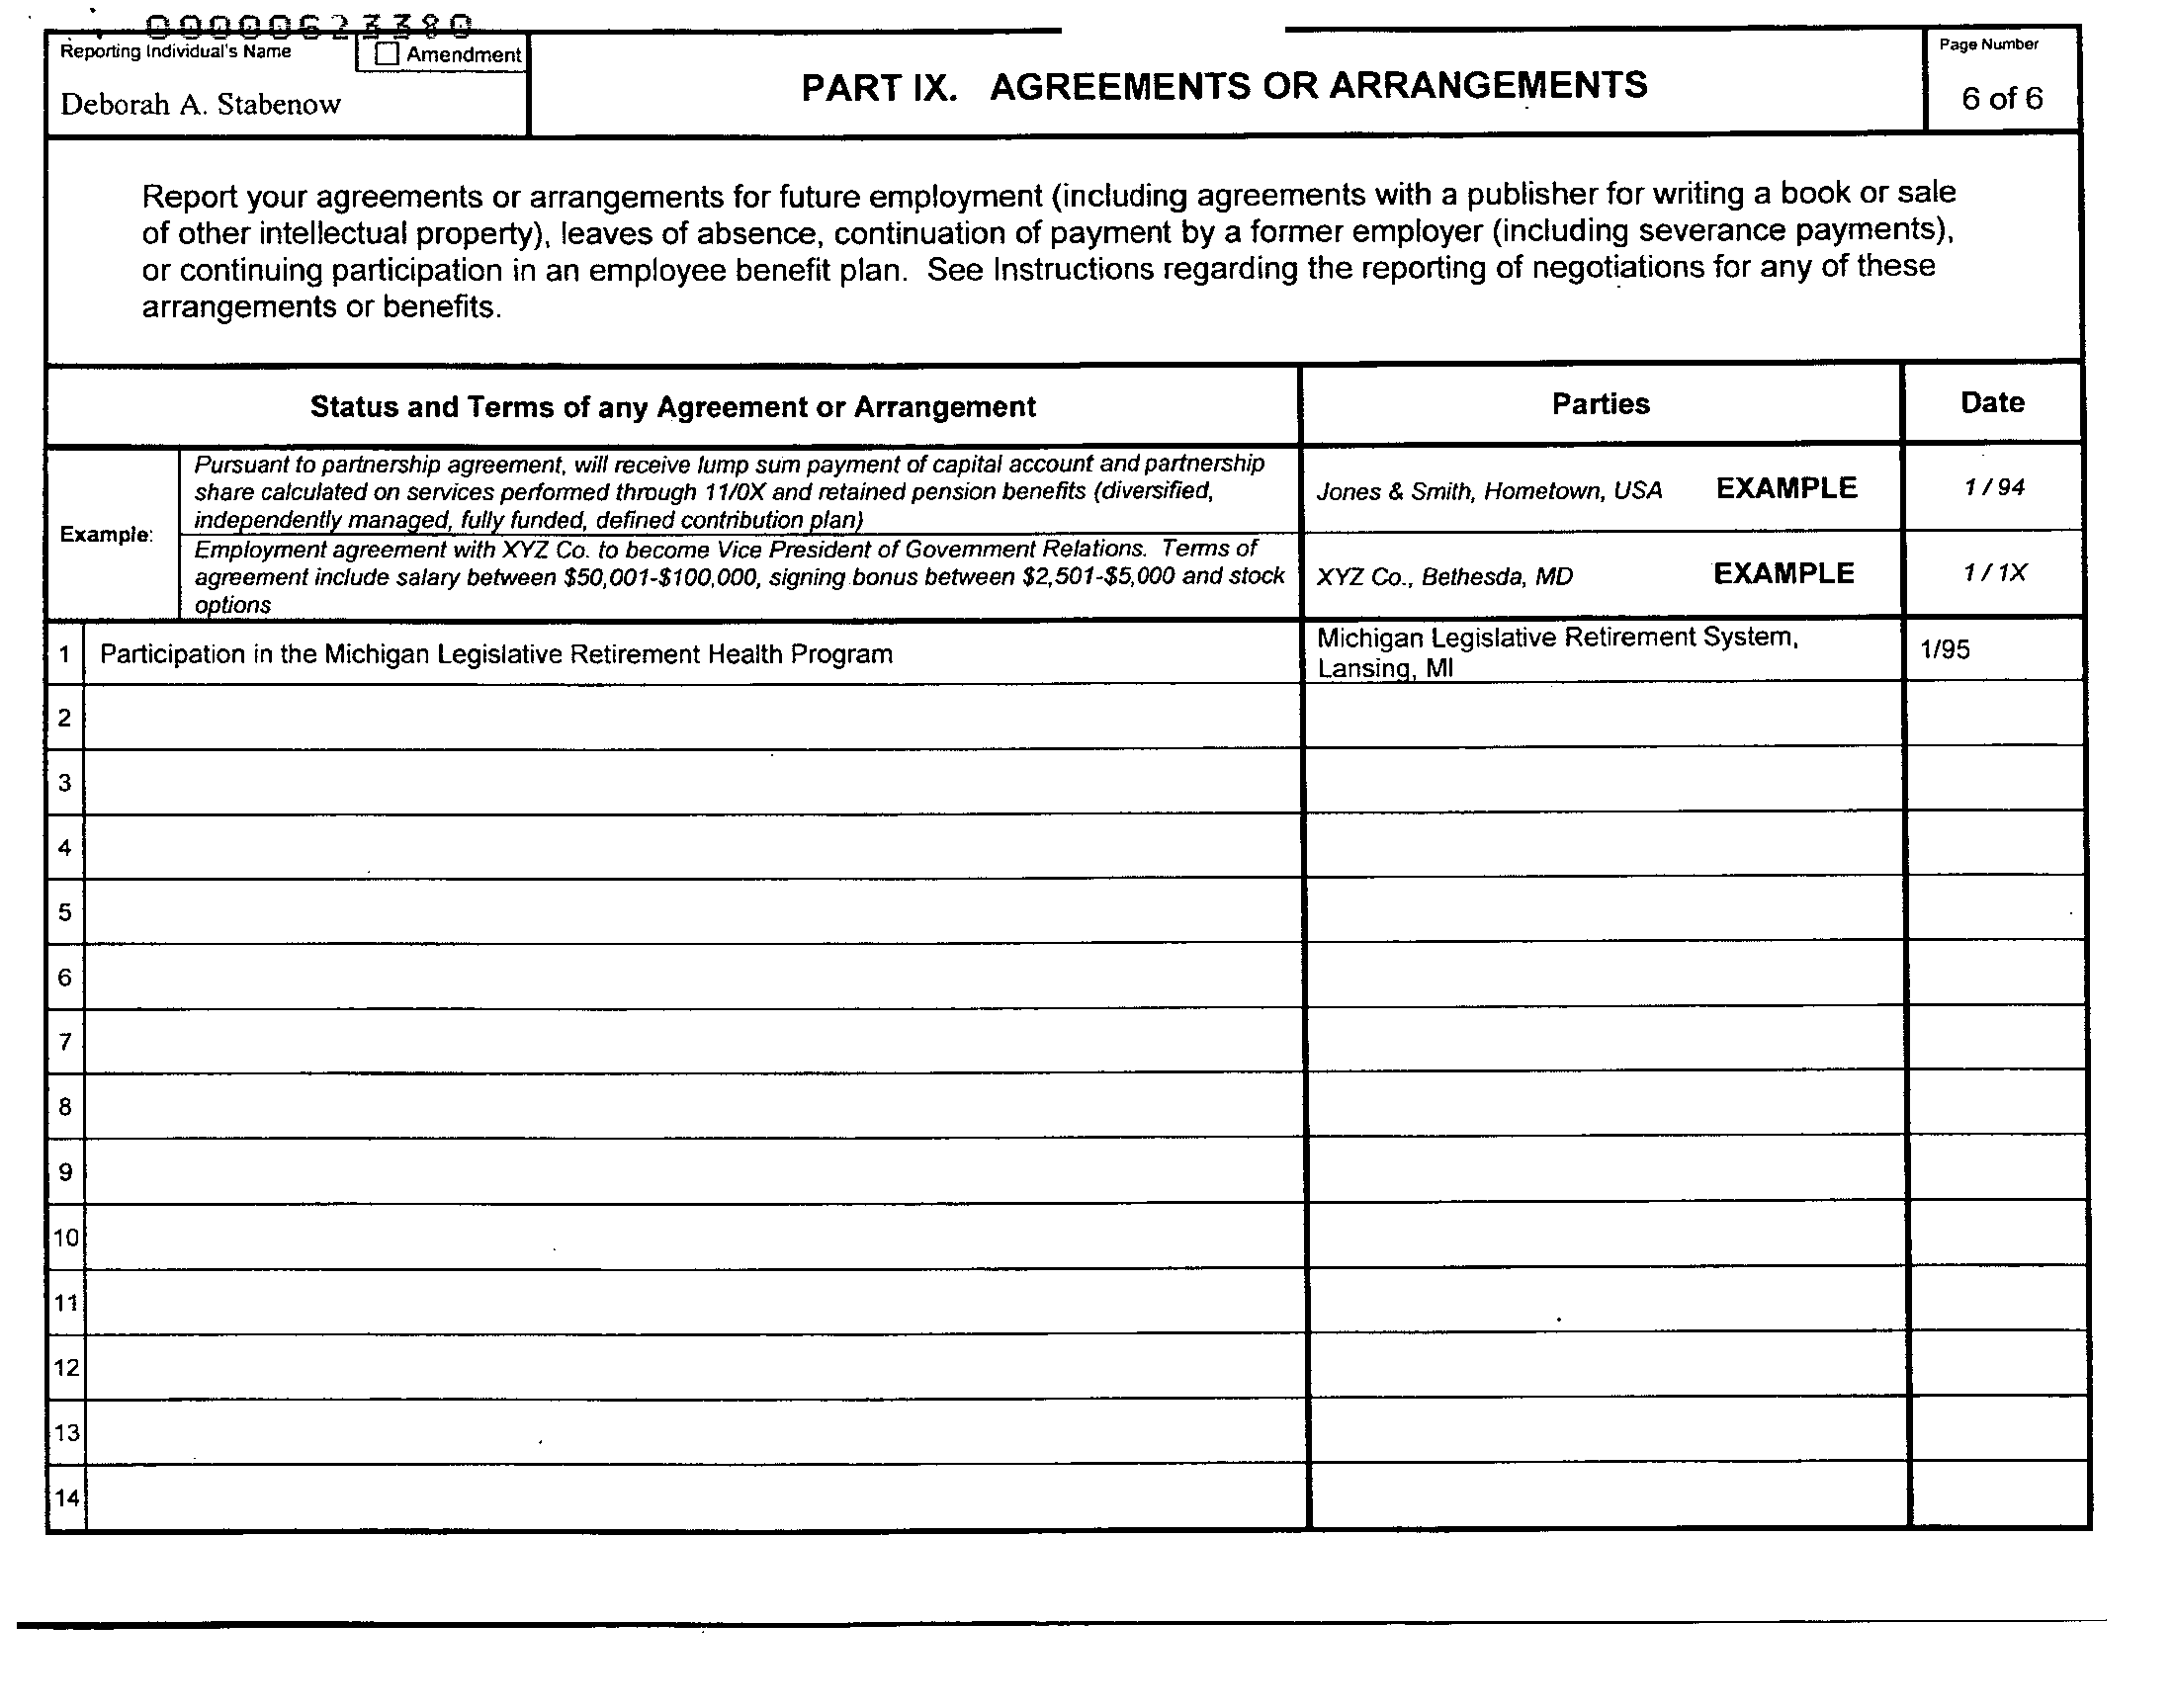 00000623380
Reporting Individual's Name
Amendment
Deborah A. Stabenow
PART IX. AGREEMENTS OR ARRANGEMENTS
Page Number
6 of 6
Report your agreements or arrangements for future employment (including agreements with a publisher for writing a book or sale
of other intellectual property), leaves of absence, continuation of payment by a former employer (including severance payments),
or continuing participation in an employee benefit plan. See Instructions regarding the reporting of negotiations for any of these
arrangements or benefits.
Status and Terms of any Agreement or Arrangement
Parties
Date
Example:
Pursuant to partnership agreement, will receive lump sum payment of capital account and partnership
share calculated on services performed through 11/0X and retained pension benefits (diversified,
independently managed, fully funded, defined contribution plan)
Jones & Smith, Hometown, USA EXAMPLE
1 / 94
Employment agreement with XYZ Co. to become Vice President of Government Relations. Terms of
agreement include salary between $50,001-$100,000, signing bonus between $2,501-$5,000 and stock
options
XYZ Co., Bethesda, MD EXAMPLE
1 / 1X
1
Participation in the Michigan Legislative Retirement Health Program
Michigan Legislative Retirement System,
Lansing, MI
1/95
2
3
4
5
6
7
8
9
10
11
12
13
14